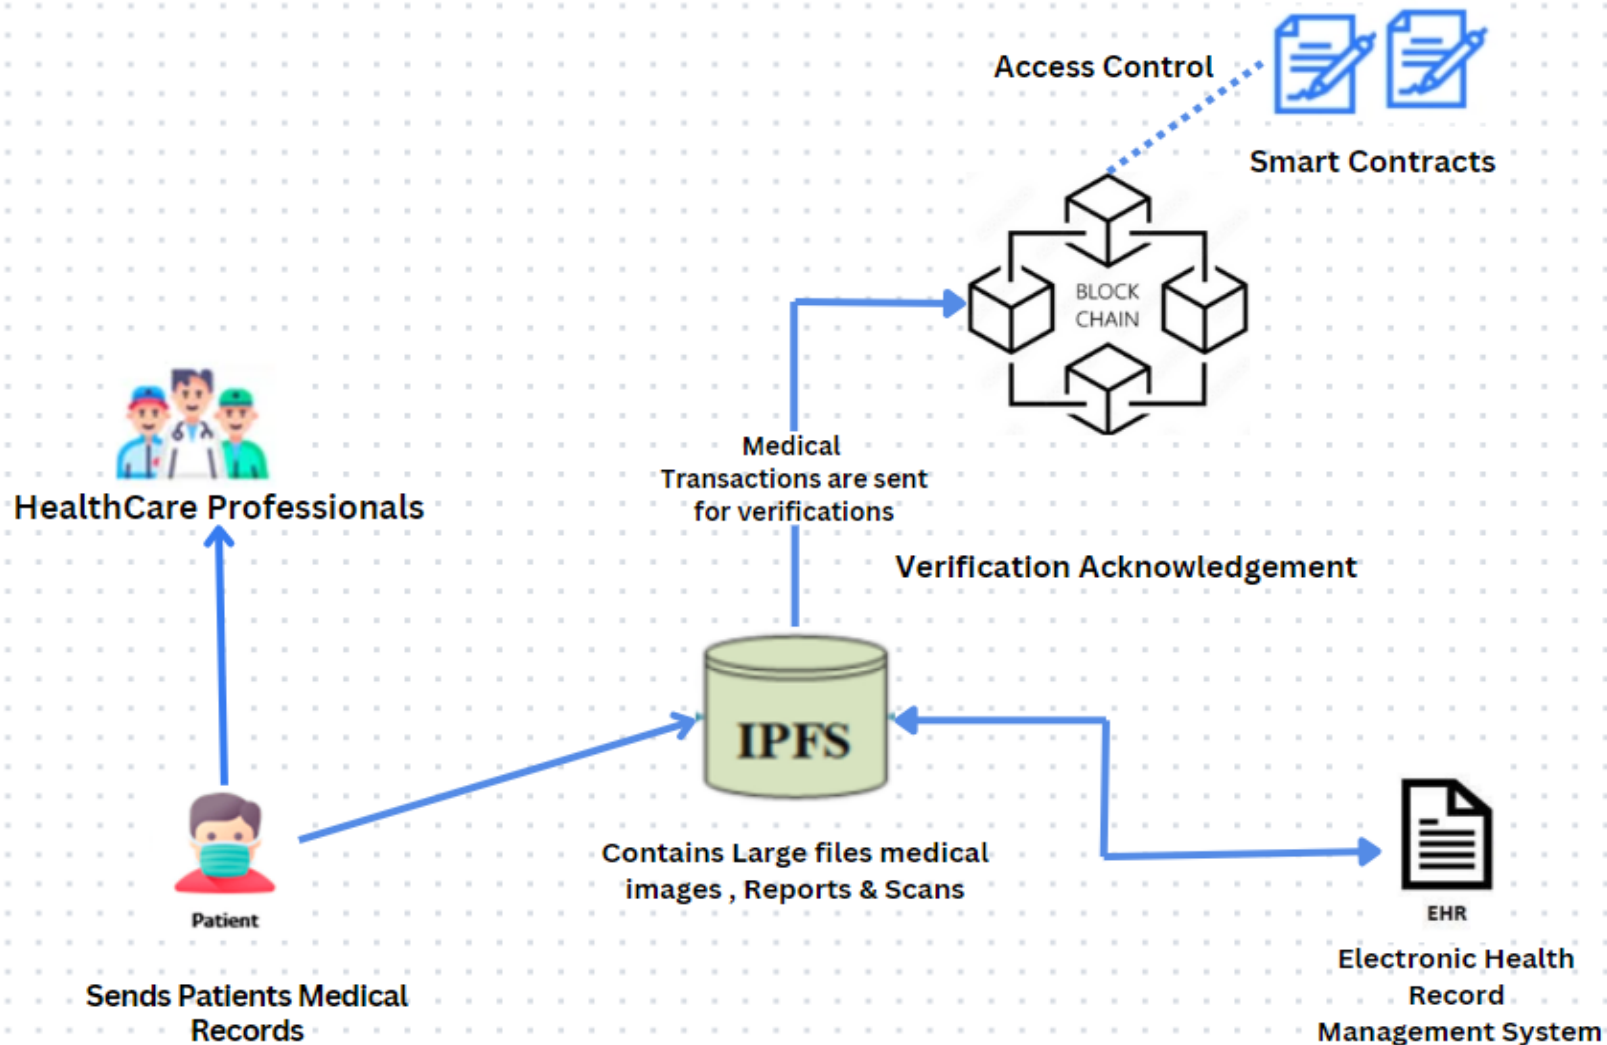 Access Control
Smart Contracts
BLOCK
CHAIN
HealthCare Professionals
Medical
Transactions are sent
for verifications
Verification Acknowledgement
IPFS
Contains Large files medical
images , Reports & Scans
Patient
Sends Patients Medical
Records
EHR
Electronic Health
Record
Management System